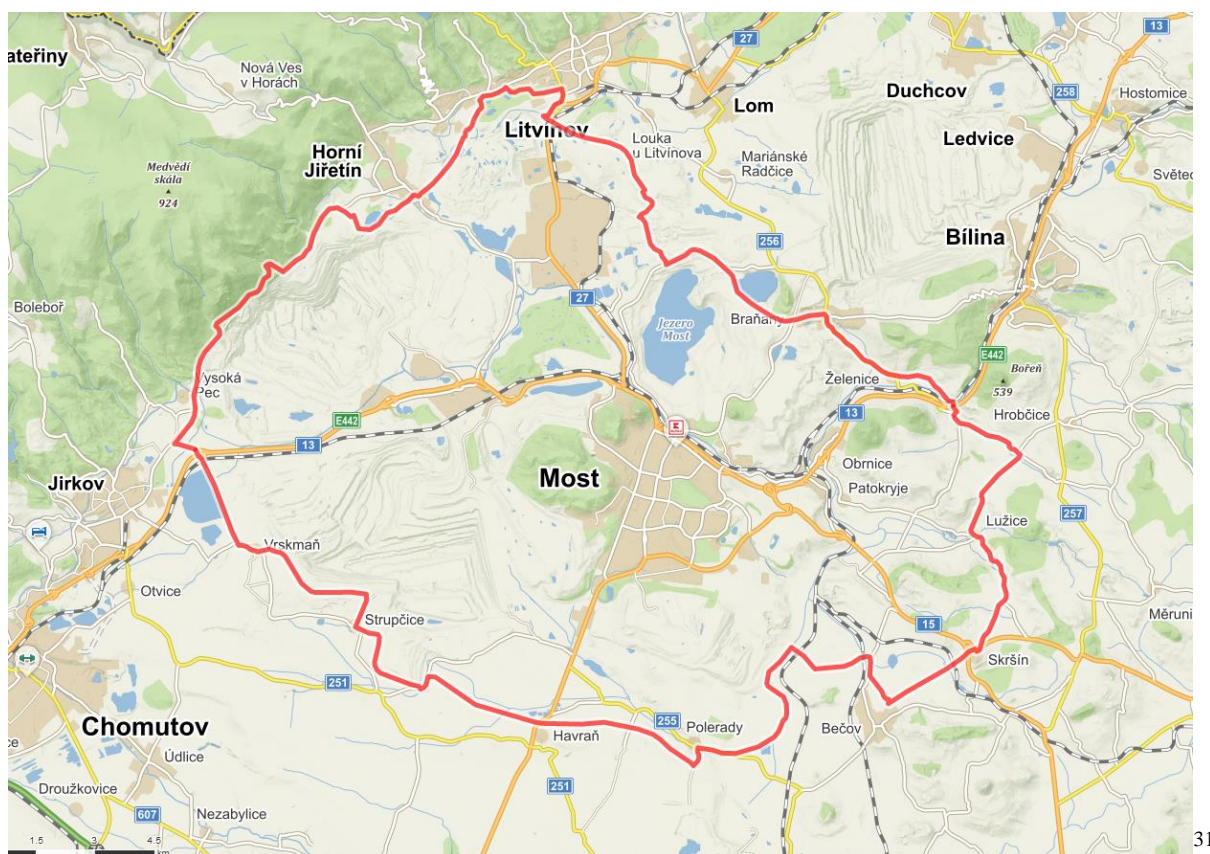 ateřiny
Nová Ves
v Horách
27
13
Lom
Duchcov
258
Hostomice
Litvínov
Louka
u Litvínova
Ledvice
Horní
Jiřetín
Mariánské
Radčice
Medvědí
skála
924
Světec
Bílina
256
Boleboř
27
Jezero
Most
Braňany
E442
Bořeň
539
Vysoká
Pec
Želenice
13
Hrobčice
E442
13
Jirkov
Most
Obrnice
Patokryje
257
Lužice
Vrskmaň
Otvice
Strupčice
Měruni
15
Skršín
251
Chomutov
255
Polerady
Bečov
Havraň
Údlice
251
Droužkovice
607
Nezabylice
1.5
3
4.5
km
31